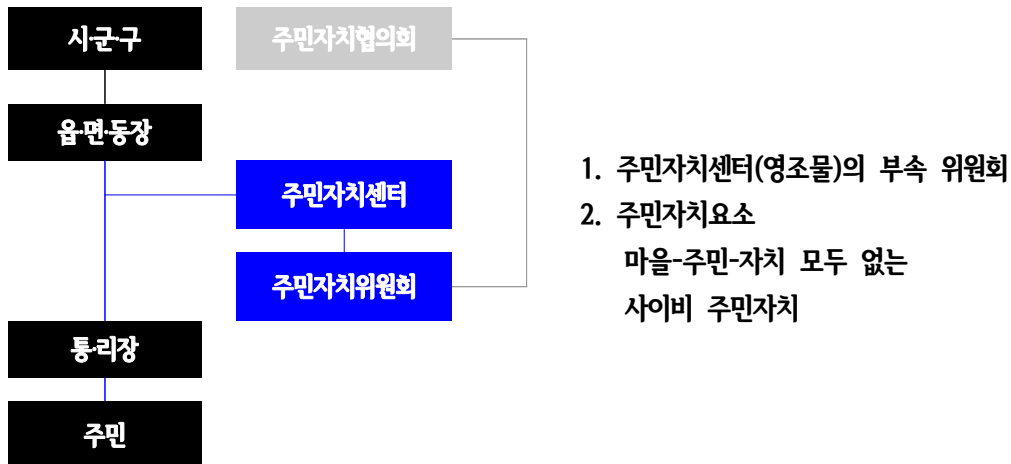 시·군·구
주민자치협의회
읍·면·동장
주민자치센터
주민자치위원회
통·리장
주민
1. 주민자치센터(영조물)의 부속 위원회
2. 주민자치요소
마을-주민-자치 모두 없는
사이비 주민자치